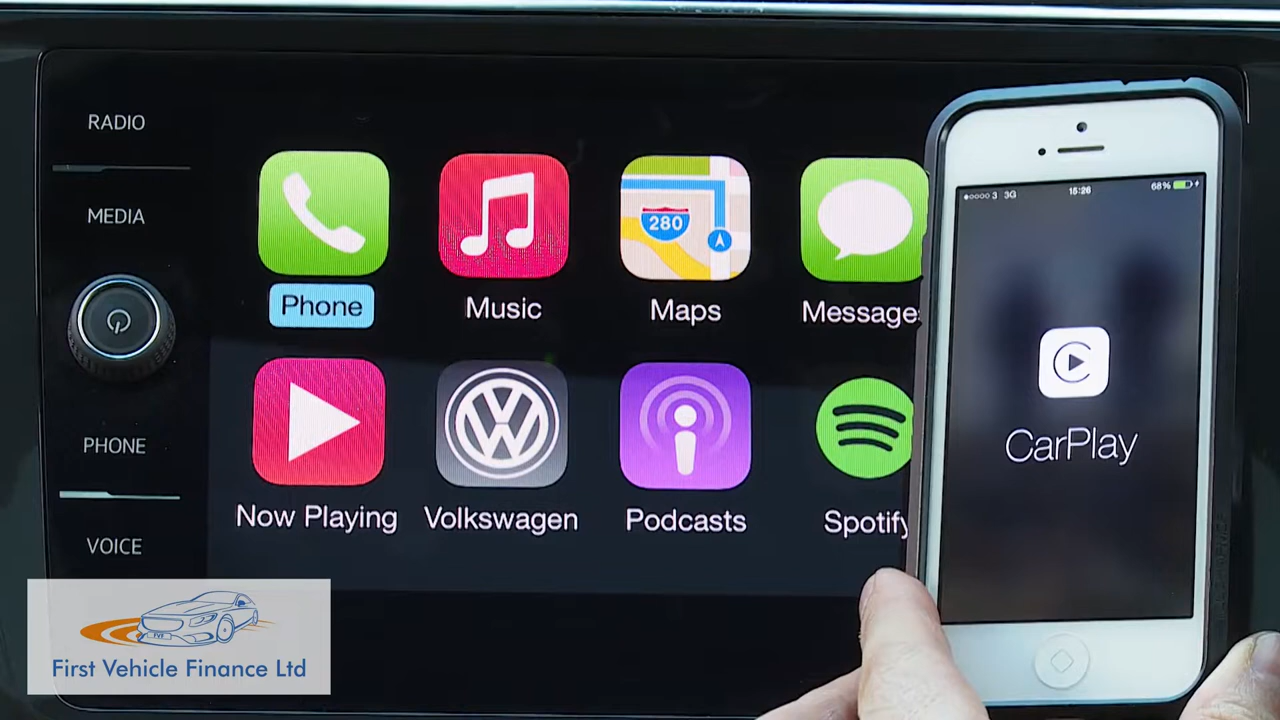 RADIO
MEDIA
PHONE
VOICE
Phone
Music
280
Maps
Message
Now Playing
Volkswagen
Podcasts
Spotify
3 3G
15:26
68%
CarPlay
First Vehicle Finance Ltd